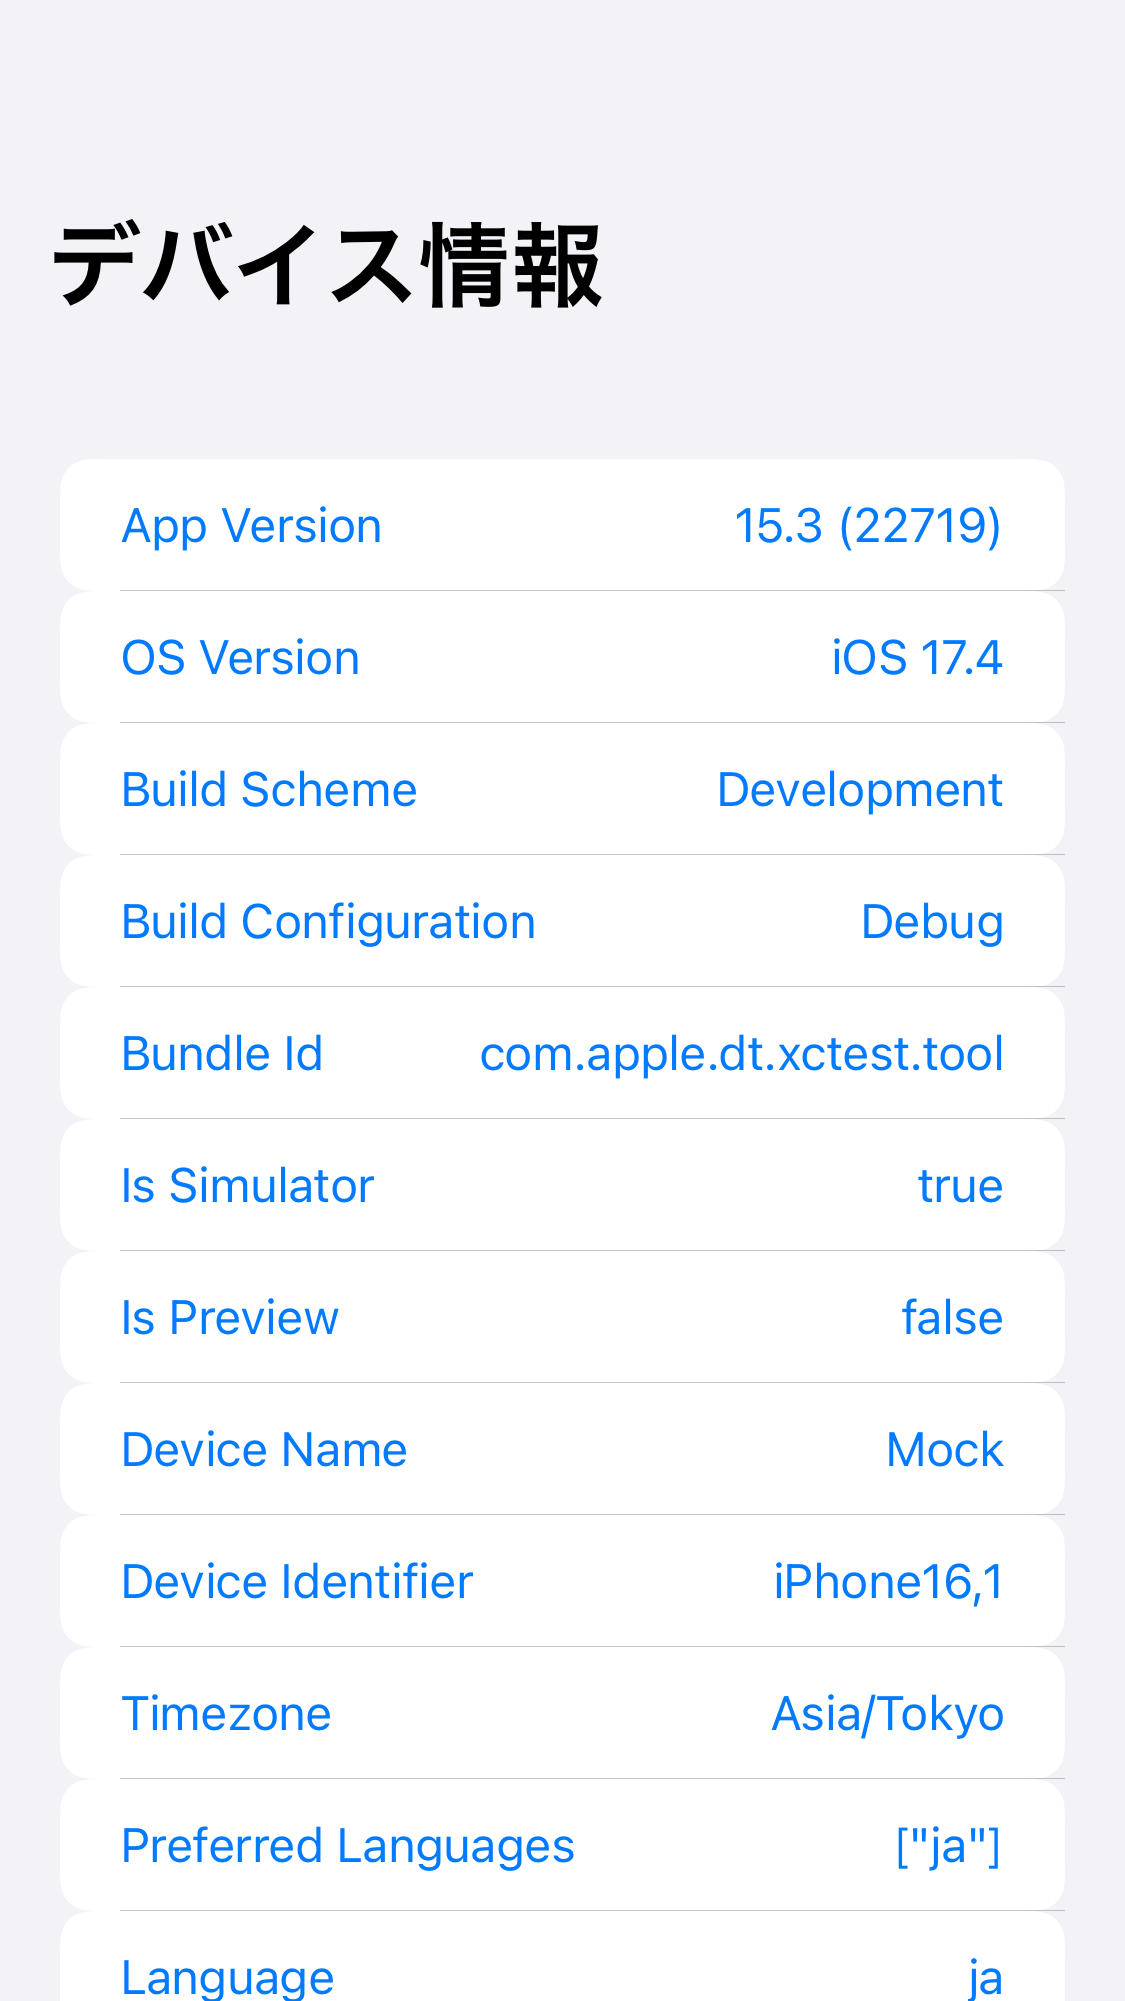 デバイス情報
App Version 15.3 (22719)
OS Version iOS 17.4
Build Scheme Development
Build Configuration Debug
Bundle Id com.apple.dt.xctest.tool
Is Simulator true
Is Preview false
Device Name Mock
Device Identifier iPhone16,1
Timezone Asia/Tokyo
Preferred Languages ["ja"]
Language ja